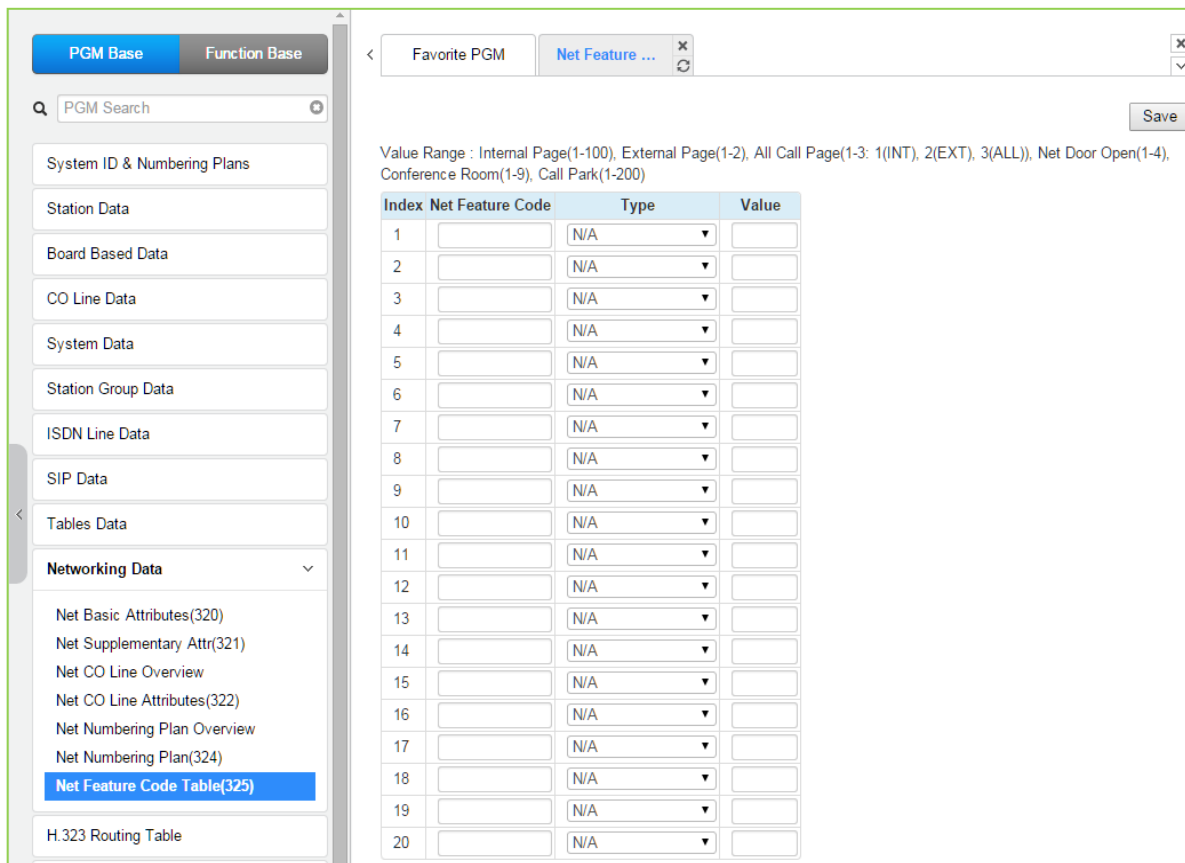 PGM Base Function Base
PGM Search
System ID & Numbering Plans
Station Data
Board Based Data
CO Line Data
System Data
Station Group Data
ISDN Line Data
SIP Data
Tables Data
Networking Data
Net Basic Attributes(320)
Net Supplementary Attr(321)
Net CO Line Overview
Net CO Line Attributes(322)
Net Numbering Plan Overview
Net Numbering Plan(324)
Net Feature Code Table(325)
H.323 Routing Table
Favorite PGM Net Feature ...
Save
Value Range : Internal Page(1-100), External Page(1-2), All Call Page(1-3: 1(INT), 2(EXT), 3(ALL)), Net Door Open(1-4),
Conference Room(1-9), Call Park(1-200)
Index Net Feature Code Type Value
1 N/A
2 N/A
3 N/A
4 N/A
5 N/A
6 N/A
7 N/A
8 N/A
9 N/A
10 N/A
11 N/A
12 N/A
13 N/A
14 N/A
15 N/A
16 N/A
17 N/A
18 N/A
19 N/A
20 N/A